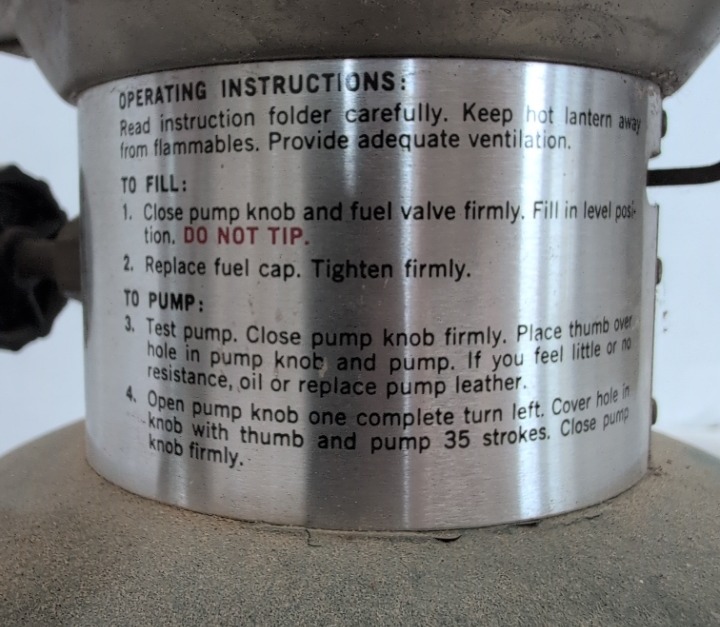 OPERATING INSTRUCTIONS:
Read instruction folder carefully. Keep hot lantern away
from flammables. Provide adequate ventilation.
TO FILL:
1. Close pump knob and fuel valve firmly. Fill in level posi-
tion. DO NOT TIP.
2. Replace fuel cap. Tighten firmly.
TO PUMP:
3. Test pump. Close pump knob firmly. Place thumb over
hole in pump knob and pump. If you feel little or no
resistance, oil or replace pump leather.
4. Open pump knob one complete turn left. Cover hole in
knob with thumb and pump 35 strokes. Close pump
knob firmly.